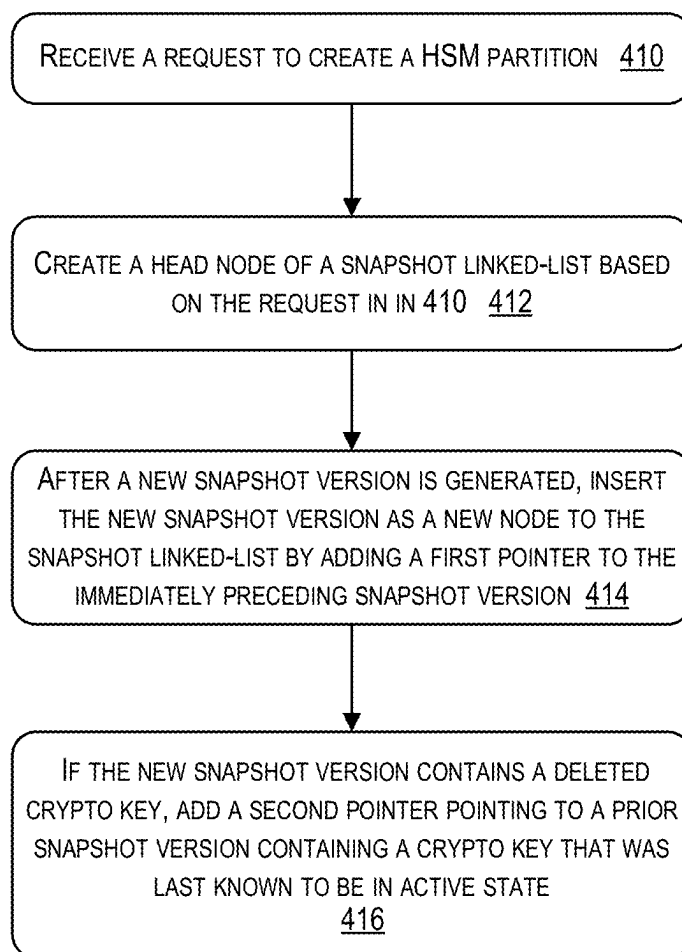 RECEIVE A REQUEST TO CREATE A HSM PARTITION 410
CREATE A HEAD NODE OF A SNAPSHOT LINKED-LIST BASED
ON THE REQUEST IN IN 410 412
AFTER A NEW SNAPSHOT VERSION IS GENERATED, INSERT
THE NEW SNAPSHOT VERSION AS A NEW NODE TO THE
SNAPSHOT LINKED-LIST BY ADDING A FIRST POINTER TO THE
IMMEDIATELY PRECEDING SNAPSHOT VERSION 414
IF THE NEW SNAPSHOT VERSION CONTAINS A DELETED
CRYPTO KEY, ADD A SECOND POINTER POINTING TO A PRIOR
SNAPSHOT VERSION CONTAINING A CRYPTO KEY THAT WAS
LAST KNOWN TO BE IN ACTIVE STATE
416